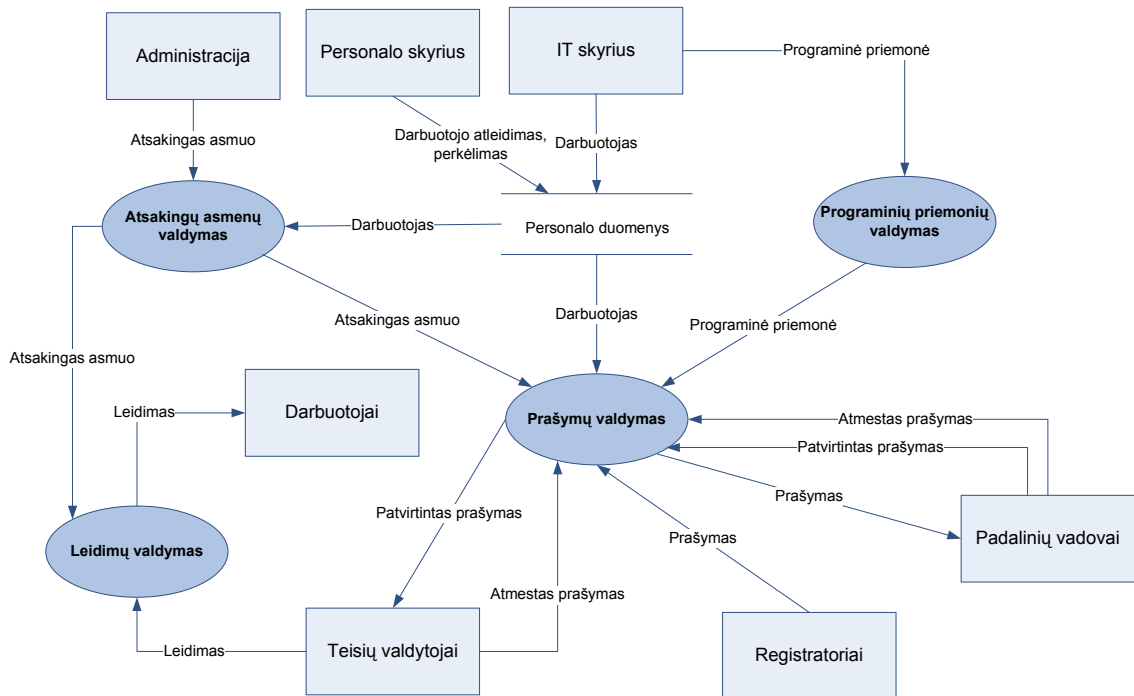 Administracija
Personalo skyrius
IT skyrius
Programinė priemonė
Atsakingas asmuo
Darbuotojo atleidimas,
perkėlimas
Darbuotojas
Atsakingų asmenų
valdymas
Darbuotojas
Personalo duomenys
Programinių priemonių
valdymas
Atsakingas asmuo
Darbuotojas
Programinė priemonė
Atsakingas asmuo
Leidimas
Darbuotojai
Prašymų valdymas
Atmestas prašymas
Patvirtintas prašymas
Prašymas
Patvirtintas prašymas
Prašymas
Padalinių vadovai
Leidimų valdymas
Atmestas prašymas
Leidimas
Teisių valdytojai
Registratoriai